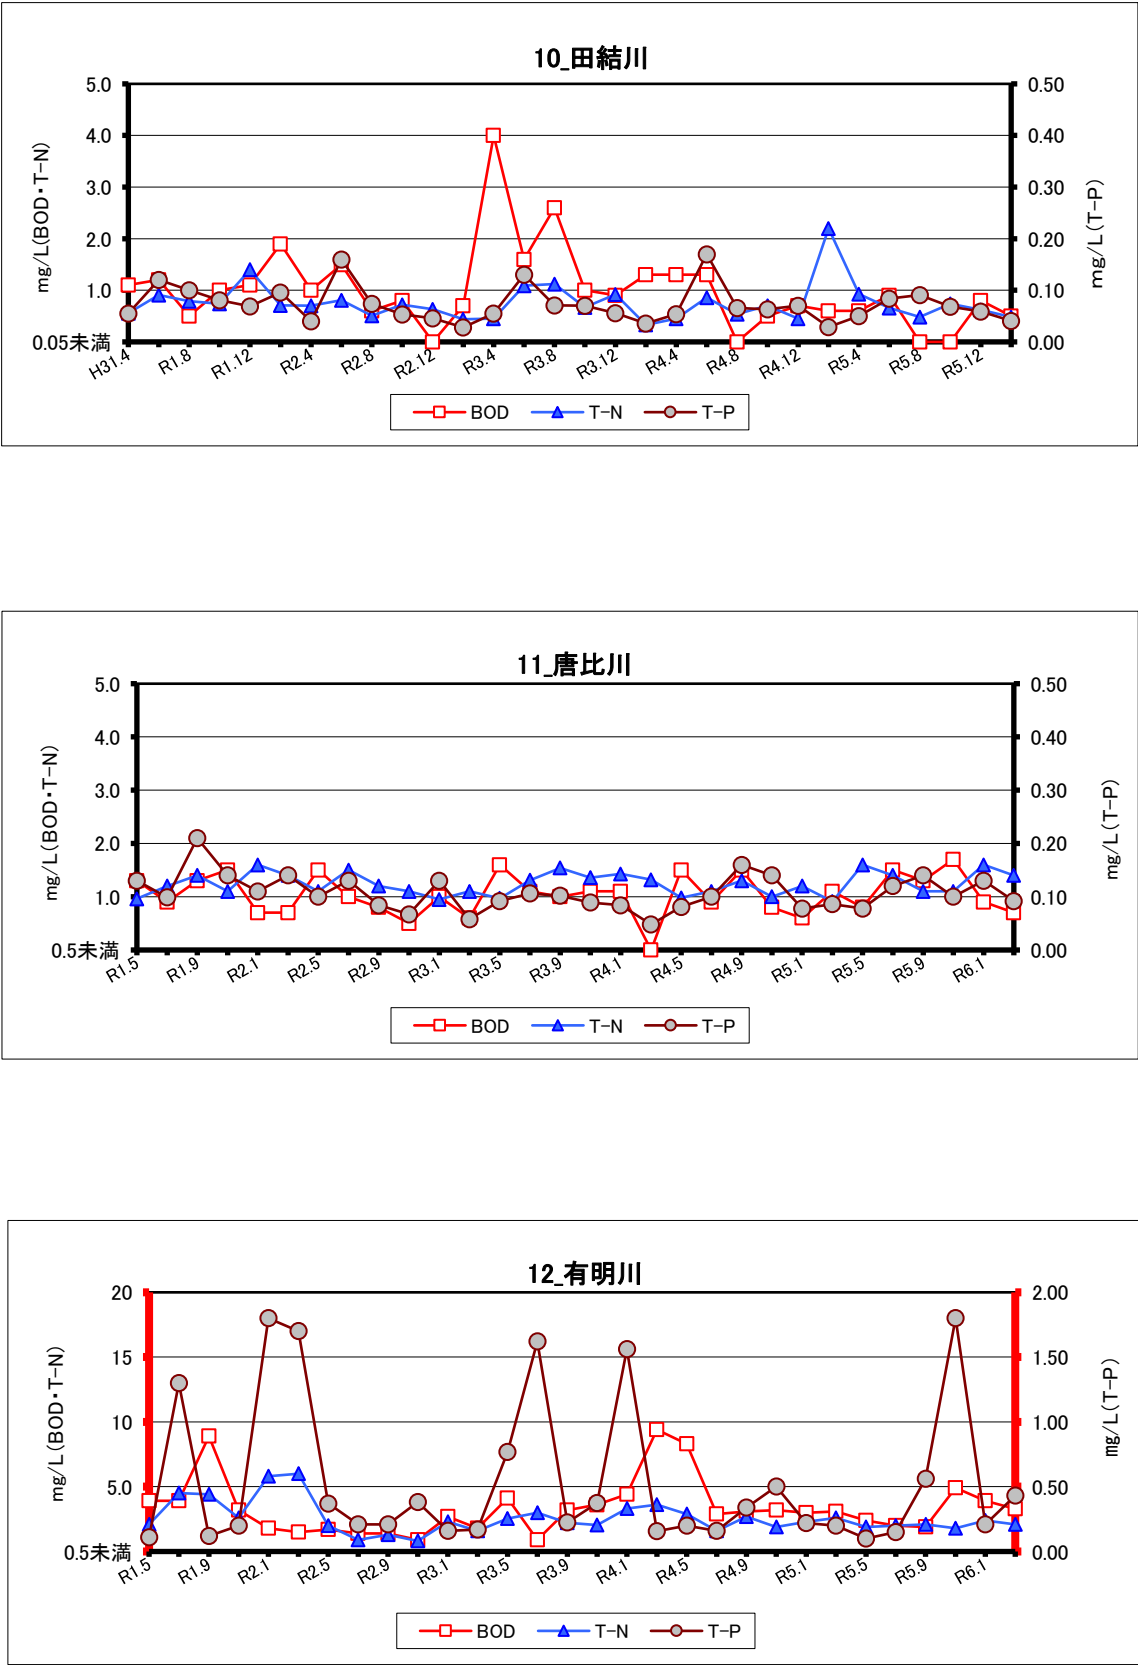 10_田結川
5.0
4.0
3.0
2.0
1.0
0.05未満
mg/L(BOD・T-N)
0.50
0.40
0.30
0.20
0.10
0.00
mg/L(T-P)
H31.4 R1.8 R1.12 R2.4 R2.8 R2.12 R3.4 R3.8 R3.12 R4.4 R4.8 R4.12 R5.4 R5.8 R5.12
BOD T-N T-P
11_唐比川
5.0
4.0
3.0
2.0
1.0
0.5未満
mg/L(BOD・T-N)
0.50
0.40
0.30
0.20
0.10
0.00
mg/L(T-P)
R1.5 R1.9 R2.1 R2.5 R2.9 R3.1 R3.5 R3.9 R4.1 R4.5 R4.9 R5.1 R5.5 R5.9 R6.1
BOD T-N T-P
12_有明川
20
15
10
5.0
0.5未満
mg/L(BOD・T-N)
2.00
1.50
1.00
0.50
0.00
mg/L(T-P)
R1.5 R1.9 R2.1 R2.5 R2.9 R3.1 R3.5 R3.9 R4.1 R4.5 R4.9 R5.1 R5.5 R5.9 R6.1
BOD T-N T-P